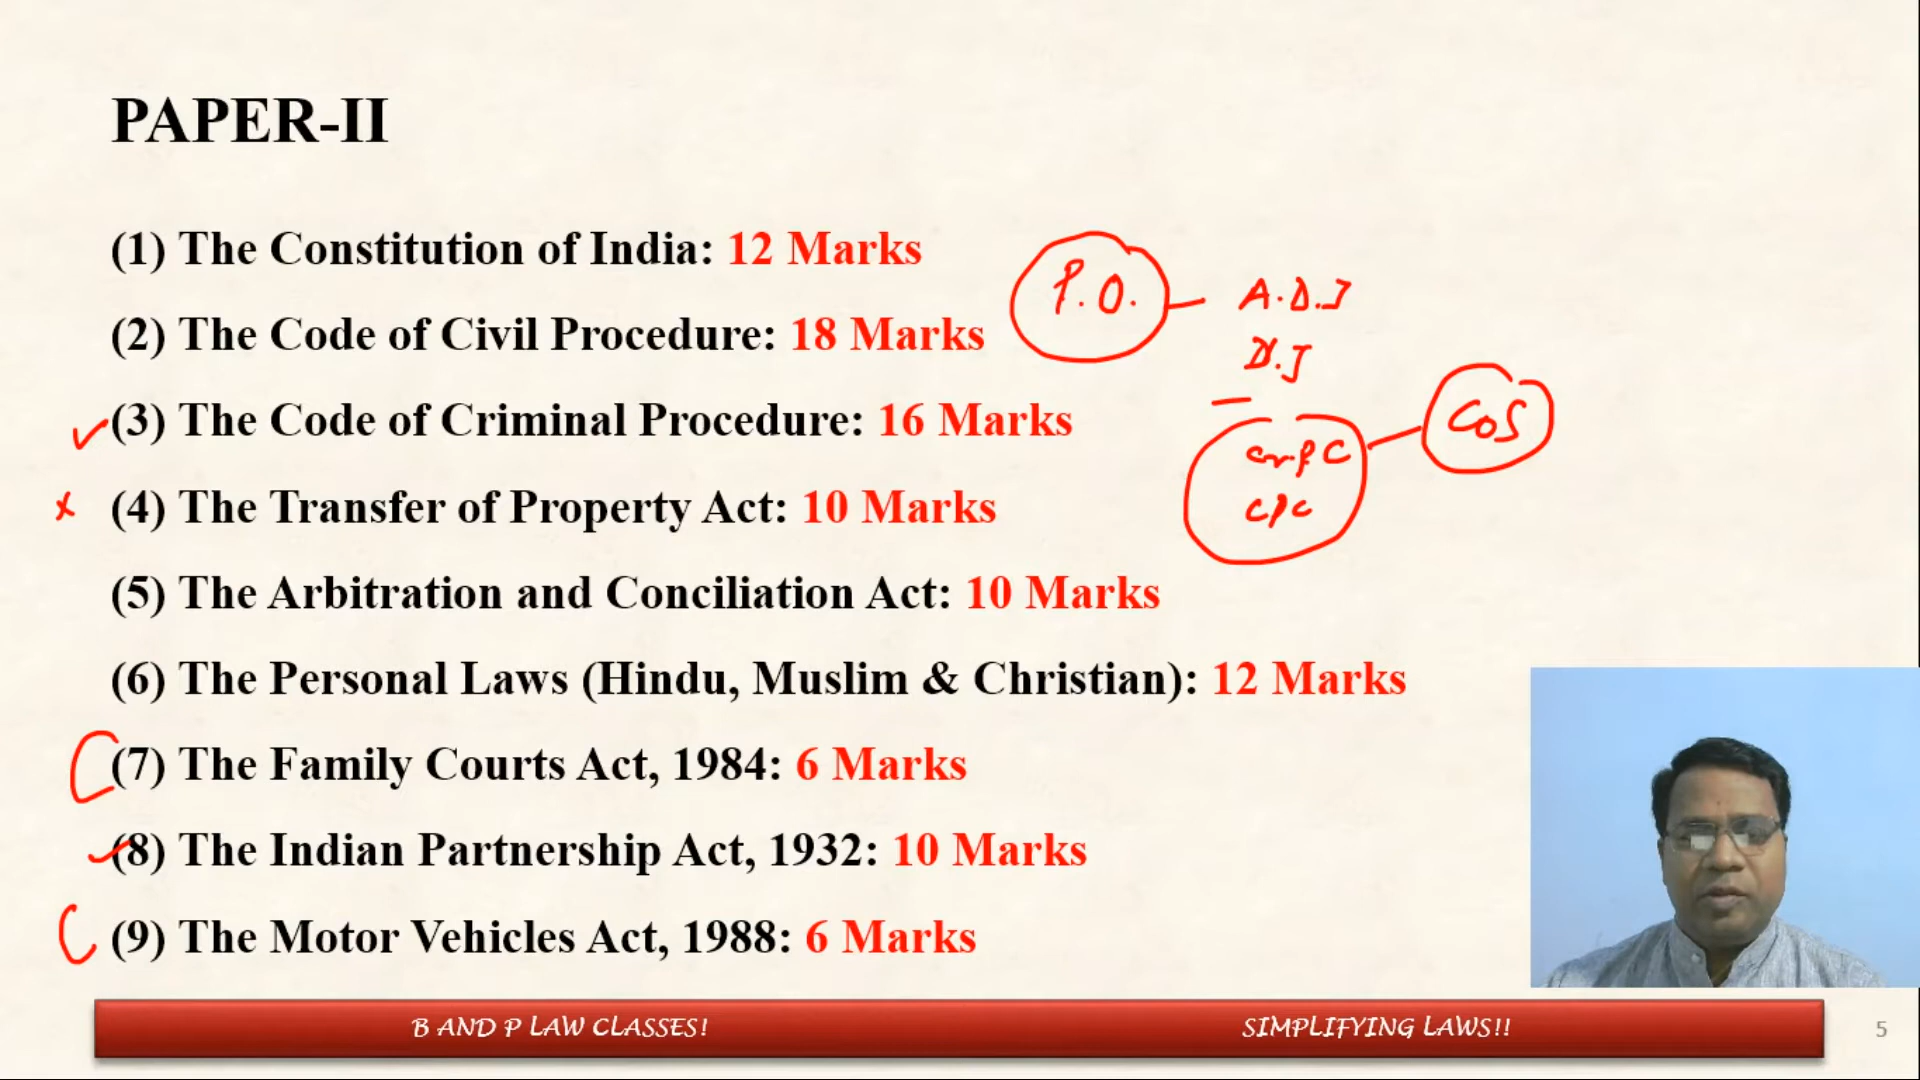 PAPER-II
(1) The Constitution of India: 12 Marks
(2) The Code of Civil Procedure: 18 Marks
(3) The Code of Criminal Procedure: 16 Marks
(4) The Transfer of Property Act: 10 Marks
(5) The Arbitration and Conciliation Act: 10 Marks
(6) The Personal Laws (Hindu, Muslim & Christian): 12 Marks
(7) The Family Courts Act, 1984: 6 Marks
(8) The Indian Partnership Act, 1932: 10 Marks
(9) The Motor Vehicles Act, 1988: 6 Marks
P.O.
A.D.J
D.J
CrPC
CPC
COS
B AND P LAW CLASSES!
SIMPLIFYING LAWS!!
5